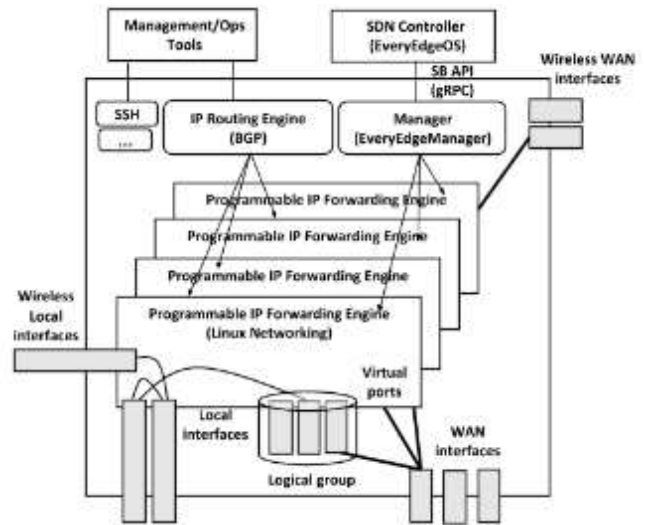 Management/Ops
Tools
SDN Controller
(EveryEdgeOS)
SB API
(gRPC)
Wireless WAN
interfaces
SSH
...
IP Routing Engine
(BGP)
Manager
(EveryEdgeManager)
Programmable IP Forwarding Engine
Programmable IP Forwarding Engine
Programmable IP Forwarding Engine
Programmable IP Forwarding Engine
(Linux Networking)
Wireless
Local
interfaces
Virtual
ports
Local
interfaces
Logical group
WAN
interfaces